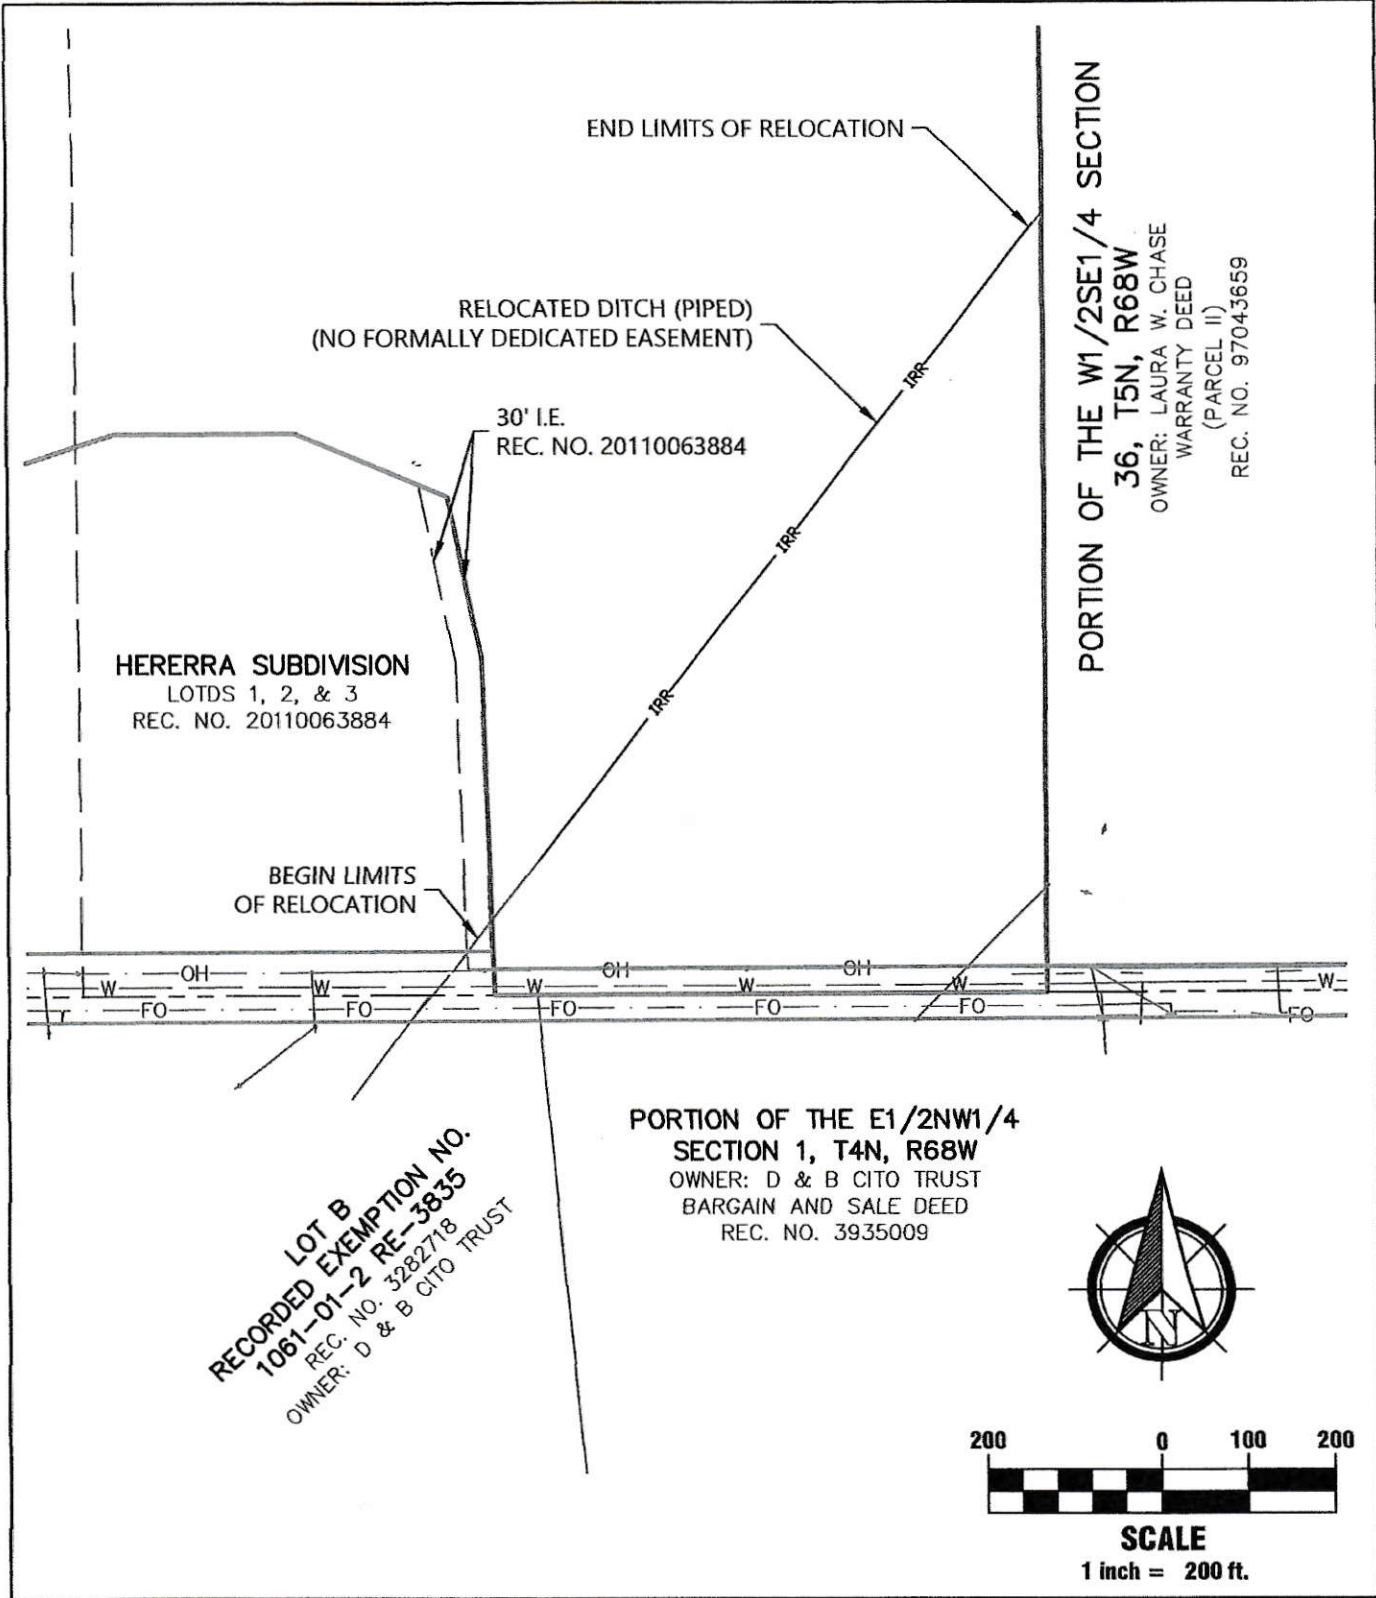 END LIMITS OF RELOCATION
PORTION OF THE W1/2SE1/4 SECTION
36, T5N, R68W
OWNER: LAURA W. CHASE
WARRANTY DEED
(PARCEL II)
REC. NO. 97043659
RELOCATED DITCH (PIPED)
(NO FORMALLY DEDICATED EASEMENT)
IRR
30' I.E.
REC. NO. 20110063884
IRR
HERERRA SUBDIVISION
LOTDS 1, 2, & 3
REC. NO. 20110063884
IRR
BEGIN LIMITS
OF RELOCATION
OH OH OH
W W W W W W
FO FO FO FO FO FO
PORTION OF THE E1/2NW1/4
SECTION 1, T4N, R68W
OWNER: D & B CITO TRUST
BARGAIN AND SALE DEED
REC. NO. 3935009
LOT B
RECORDED EXEMPTION NO.
1061-01-2 RE-3835
REC. NO. 3282718
OWNER: D & B CITO TRUST
N
200 0 100 200
SCALE
1 inch = 200 ft.